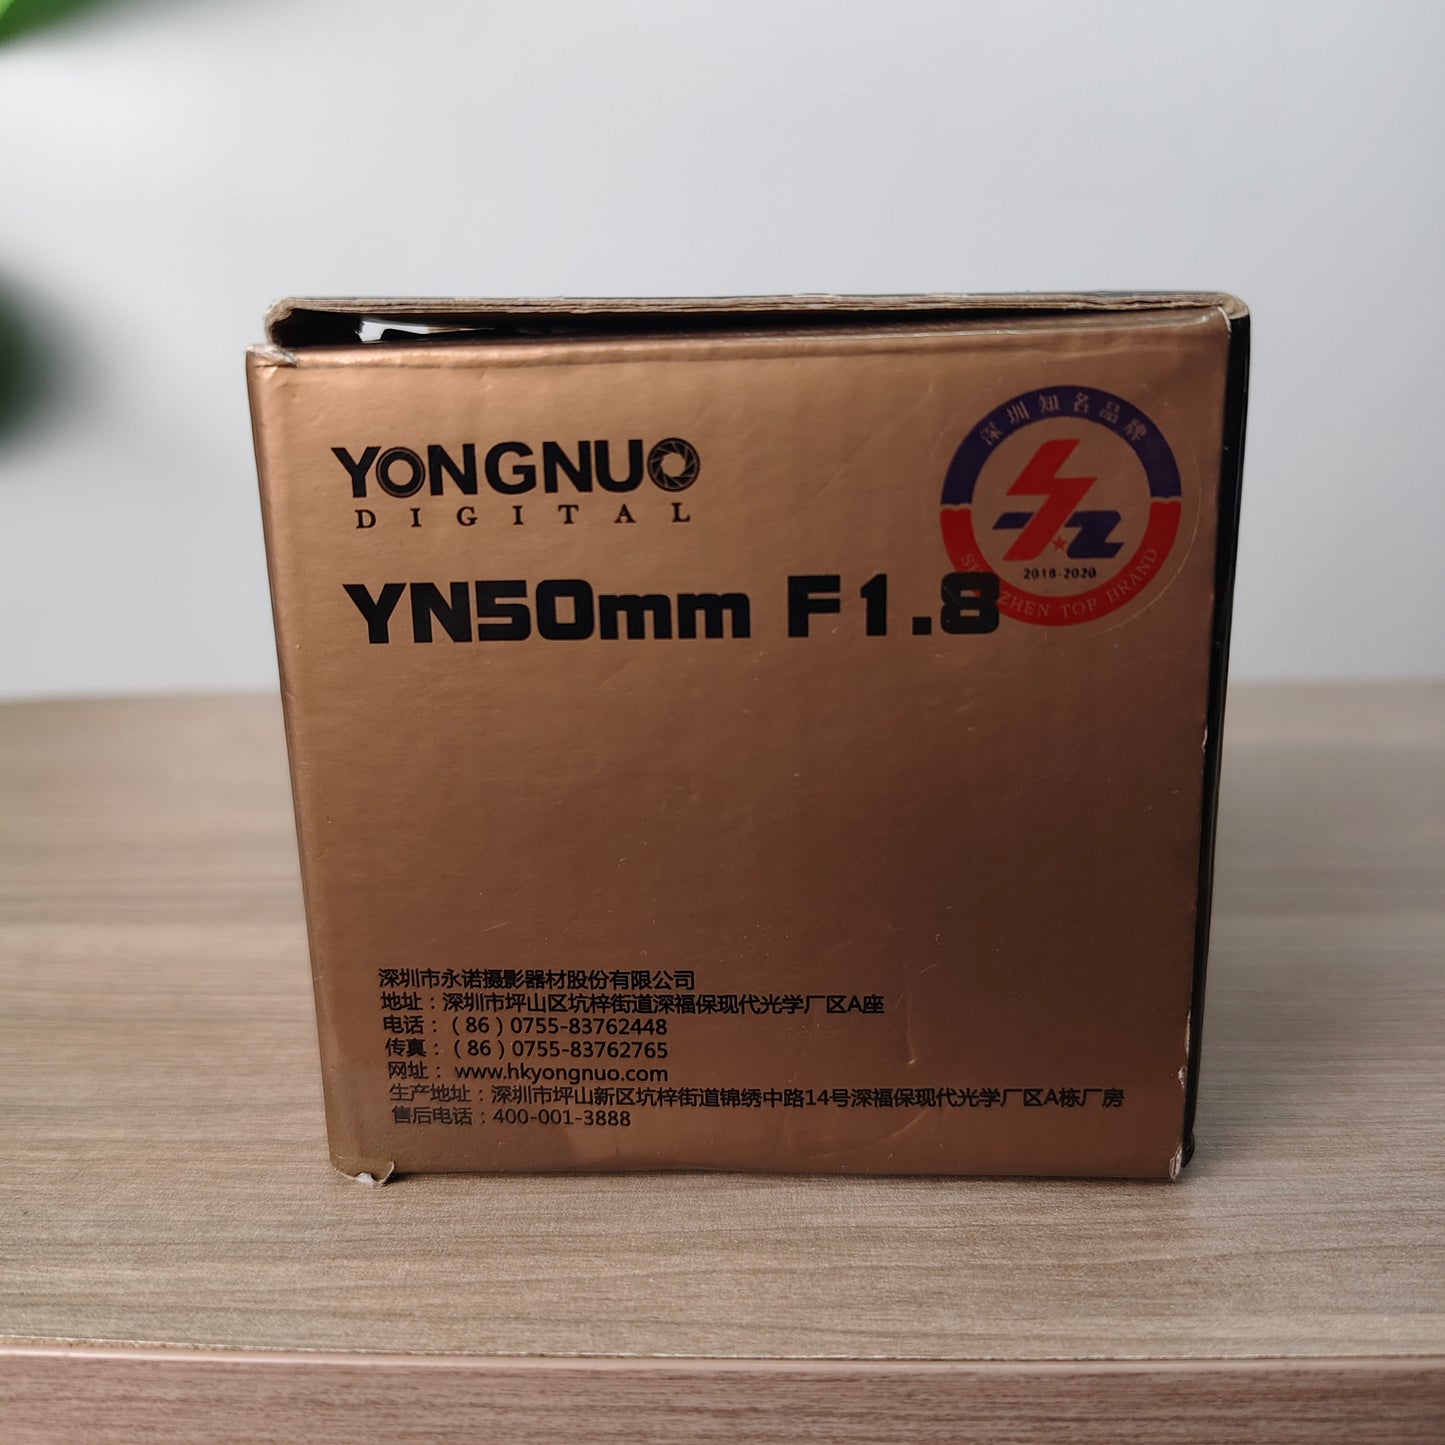 YONGNUO
DIGITAL
深圳知名品牌
2018-2020
SHENZHEN TOP BRAND
YN50mm F1.8
深圳市永诺摄影器材股份有限公司
地址：深圳市坪山区坑梓街道深福保现代光学厂区A座
电话：（86）0755-83762448
传真：（86）0755-83762765
网址： www.hkyongnuo.com
生产地址：深圳市坪山新区坑梓街道锦绣中路14号深福保现代光学厂区A栋厂房
售后电话：400-001-3888